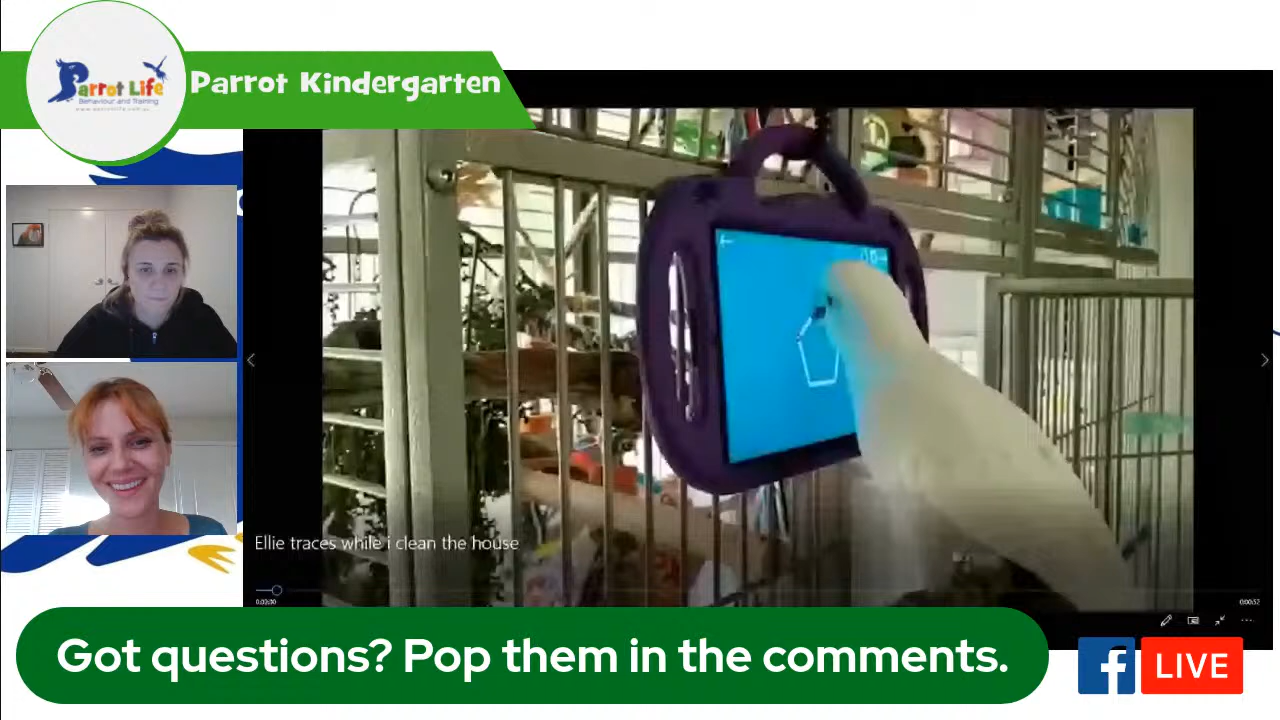 Parrot Life
Behaviour and Training
Parrot Kindergarten
Ellie traces while i clean the house
Got questions? Pop them in the comments.
f LIVE